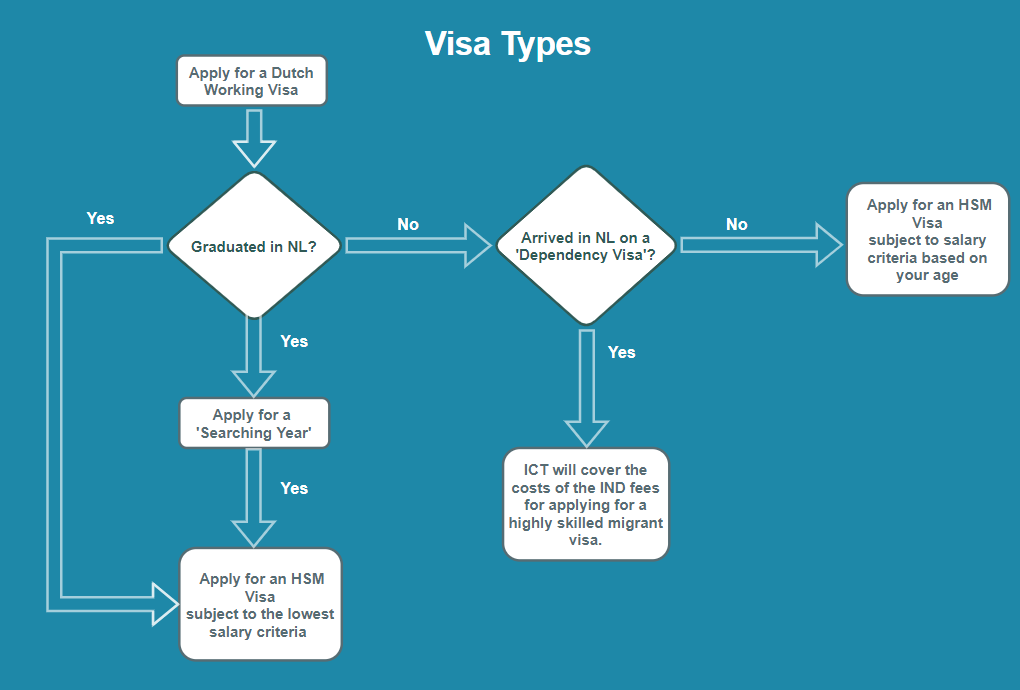 Visa Types
Apply for a Dutch
Working Visa
Yes
Graduated in NL?
No
Arrived in NL on a
'Dependency Visa'?
No
Apply for an HSM
Visa
subject to salary
criteria based on
your age
Yes
Apply for a
'Searching Year'
Yes
Apply for an HSM
Visa
subject to the lowest
salary criteria
Yes
ICT will cover the
costs of the IND fees
for applying for a
highly skilled migrant
visa.